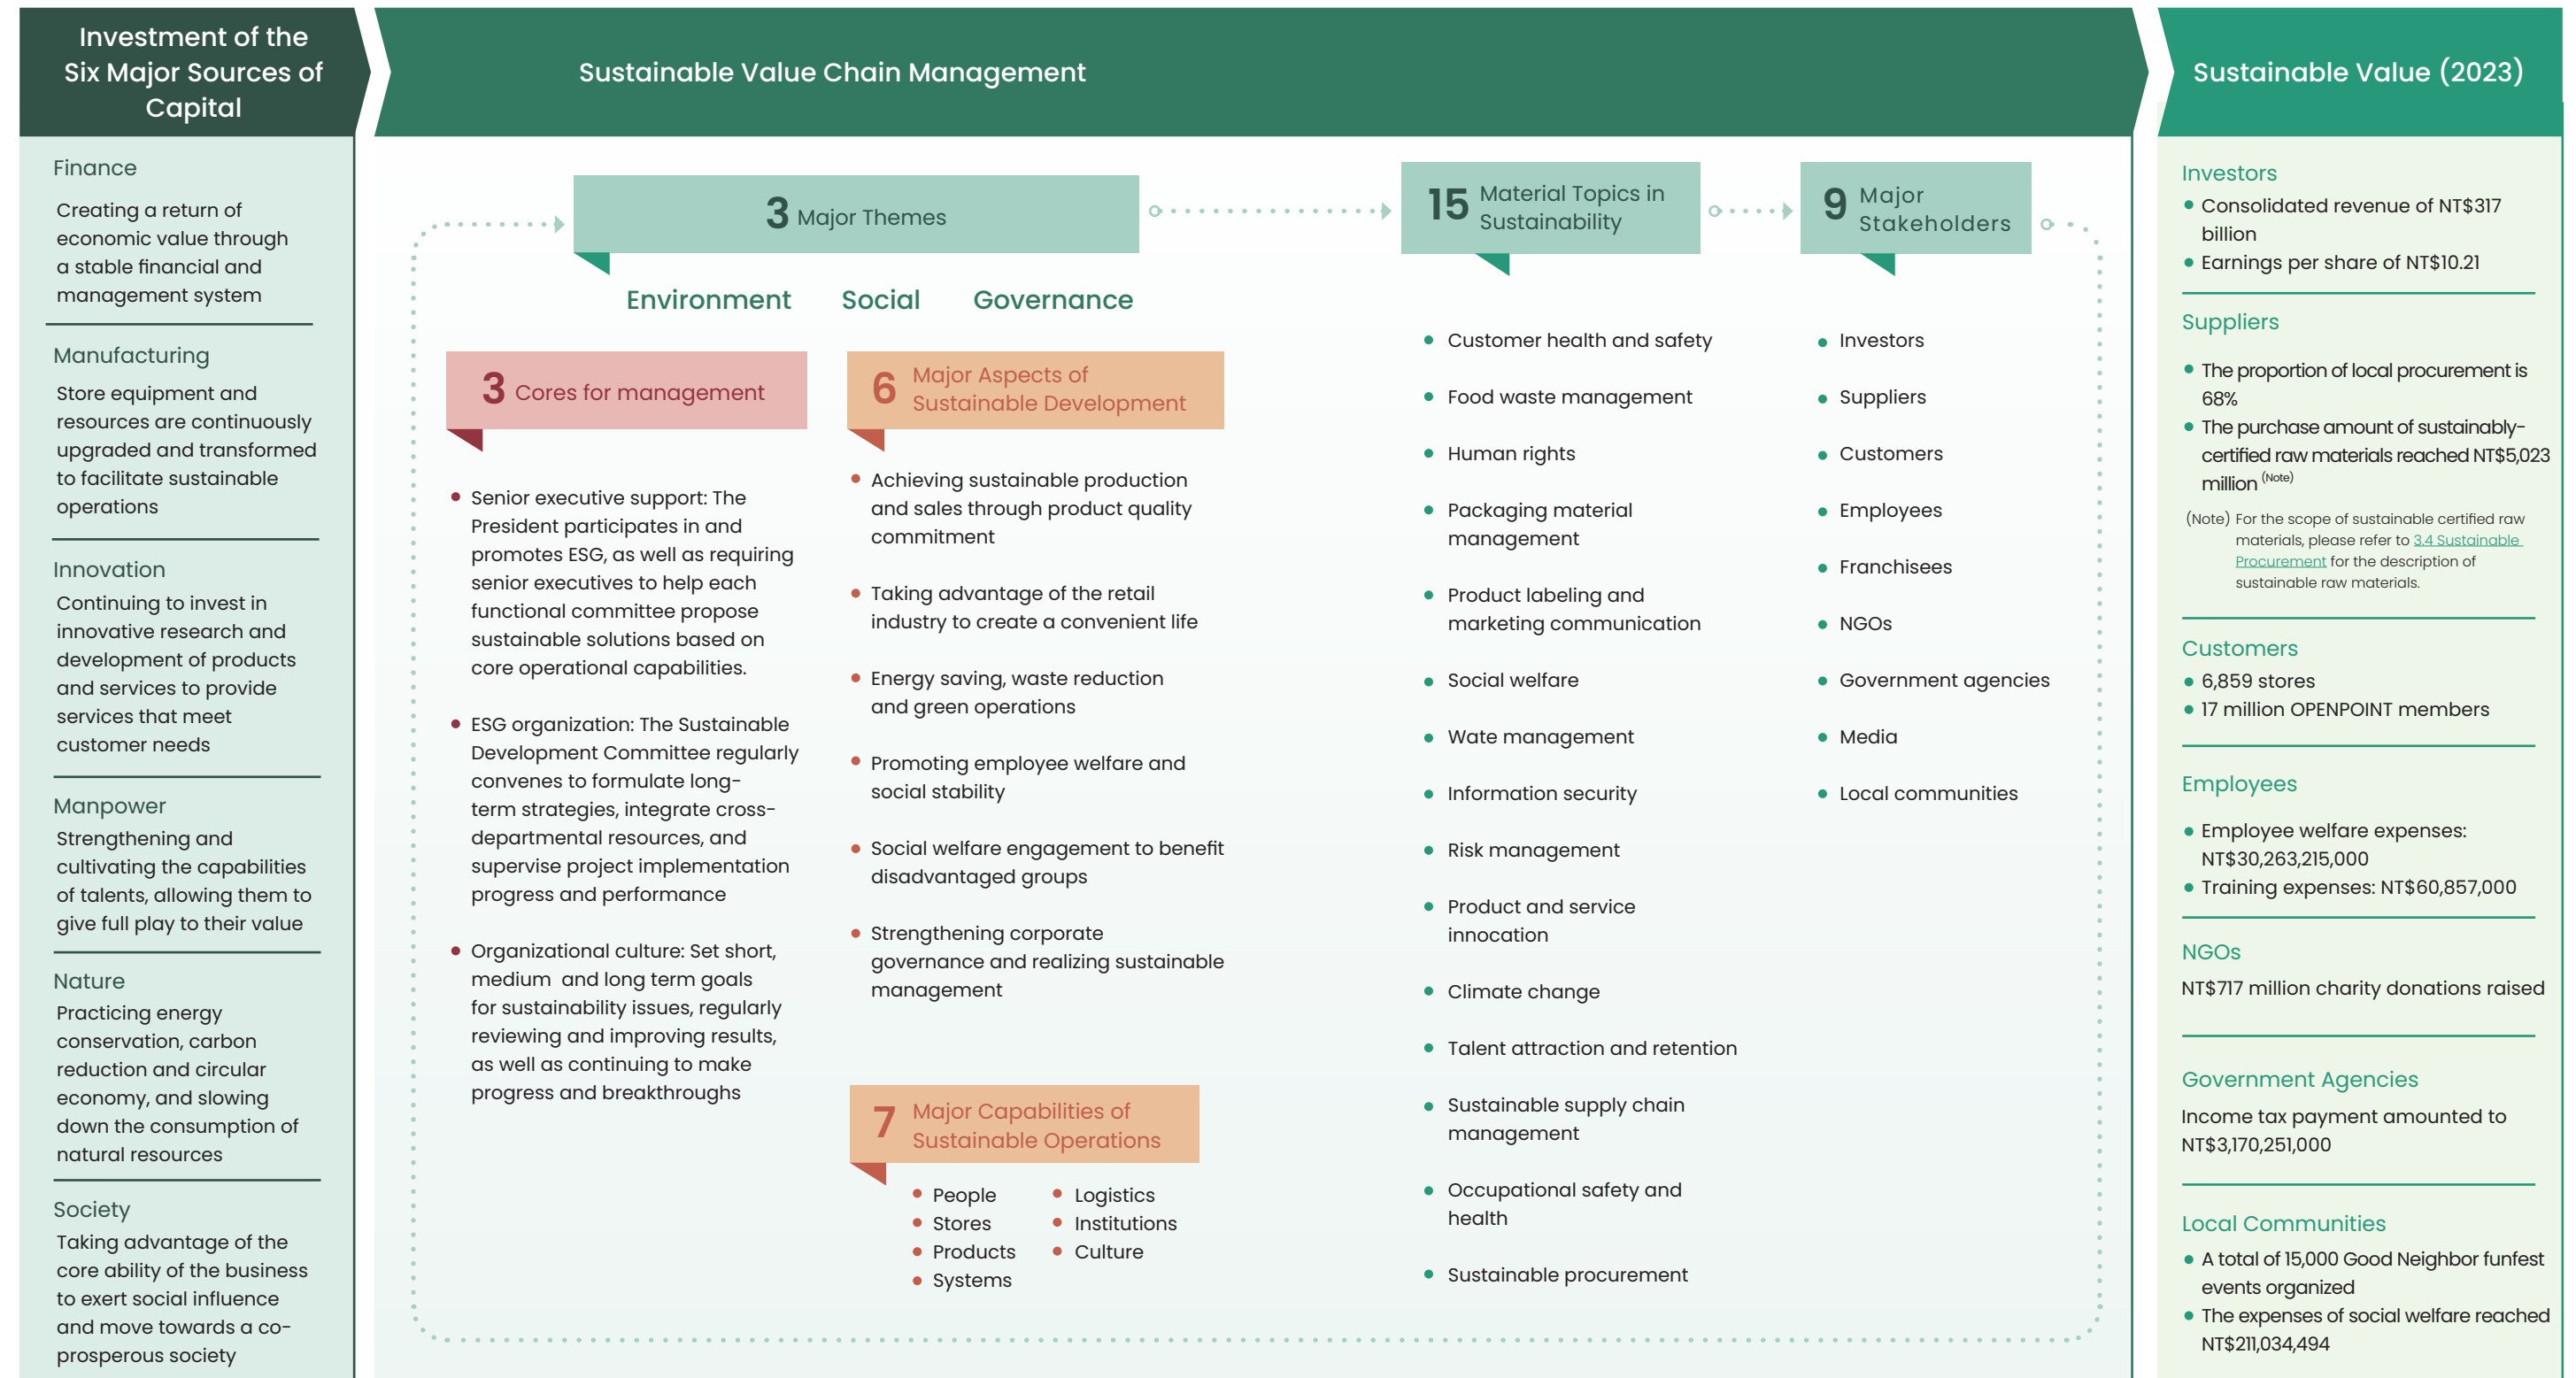 Investment of the
Six Major Sources of
Capital
Finance
Creating a return of
economic value through
a stable financial and
management system
Manufacturing
Store equipment and
resources are continuously
upgraded and transformed
to facilitate sustainable
operations
Innovation
Continuing to invest in
innovative research and
development of products
and services to provide
services that meet
customer needs
Manpower
Strengthening and
cultivating the capabilities
of talents, allowing them to
give full play to their value
Nature
Practicing energy
conservation, carbon
reduction and circular
economy, and slowing
down the consumption of
natural resources
Society
Taking advantage of the
core ability of the business
to exert social influence
and move towards a co-
prosperous society
Sustainable Value Chain Management
3 Major Themes
Environment Social Governance
3 Cores for management
Senior executive support: The
President participates in and
promotes ESG, as well as requiring
senior executives to help each
functional committee propose
sustainable solutions based on
core operational capabilities.
ESG organization: The Sustainable
Development Committee regularly
convenes to formulate long-
term strategies, integrate cross-
departmental resources, and
supervise project implementation
progress and performance
Organizational culture: Set short,
medium and long term goals
for sustainability issues, regularly
reviewing and improving results,
as well as continuing to make
progress and breakthroughs
6 Major Aspects of
Sustainable Development
Achieving sustainable production
and sales through product quality
commitment
Taking advantage of the retail
industry to create a convenient life
Energy saving, waste reduction
and green operations
Promoting employee welfare and
social stability
Social welfare engagement to benefit
disadvantaged groups
Strengthening corporate
governance and realizing sustainable
management
7 Major Capabilities of
Sustainable Operations
People
Stores
Products
Systems
Logistics
Institutions
Culture
15 Material Topics in
Sustainability
Customer health and safety
Food waste management
Human rights
Packaging material
management
Product labeling and
marketing communication
Social welfare
Wate management
Information security
Risk management
Product and service
innocation
Climate change
Talent attraction and retention
Sustainable supply chain
management
Occupational safety and
health
Sustainable procurement
9 Major
Stakeholders
Investors
Suppliers
Customers
Employees
Franchisees
NGOs
Government agencies
Media
Local communities
Sustainable Value (2023)
Investors
Consolidated revenue of NT$317
billion
Earnings per share of NT$10.21
Suppliers
The proportion of local procurement is
68%
The purchase amount of sustainably-
certified raw materials reached NT$5,023
million (Note)
(Note) For the scope of sustainable certified raw
materials, please refer to 3.4 Sustainable
Procurement for the description of
sustainable raw materials.
Customers
6,859 stores
17 million OPENPOINT members
Employees
Employee welfare expenses:
NT$30,263,215,000
Training expenses: NT$60,857,000
NGOs
NT$717 million charity donations raised
Government Agencies
Income tax payment amounted to
NT$3,170,251,000
Local Communities
A total of 15,000 Good Neighbor funfest
events organized
The expenses of social welfare reached
NT$211,034,494